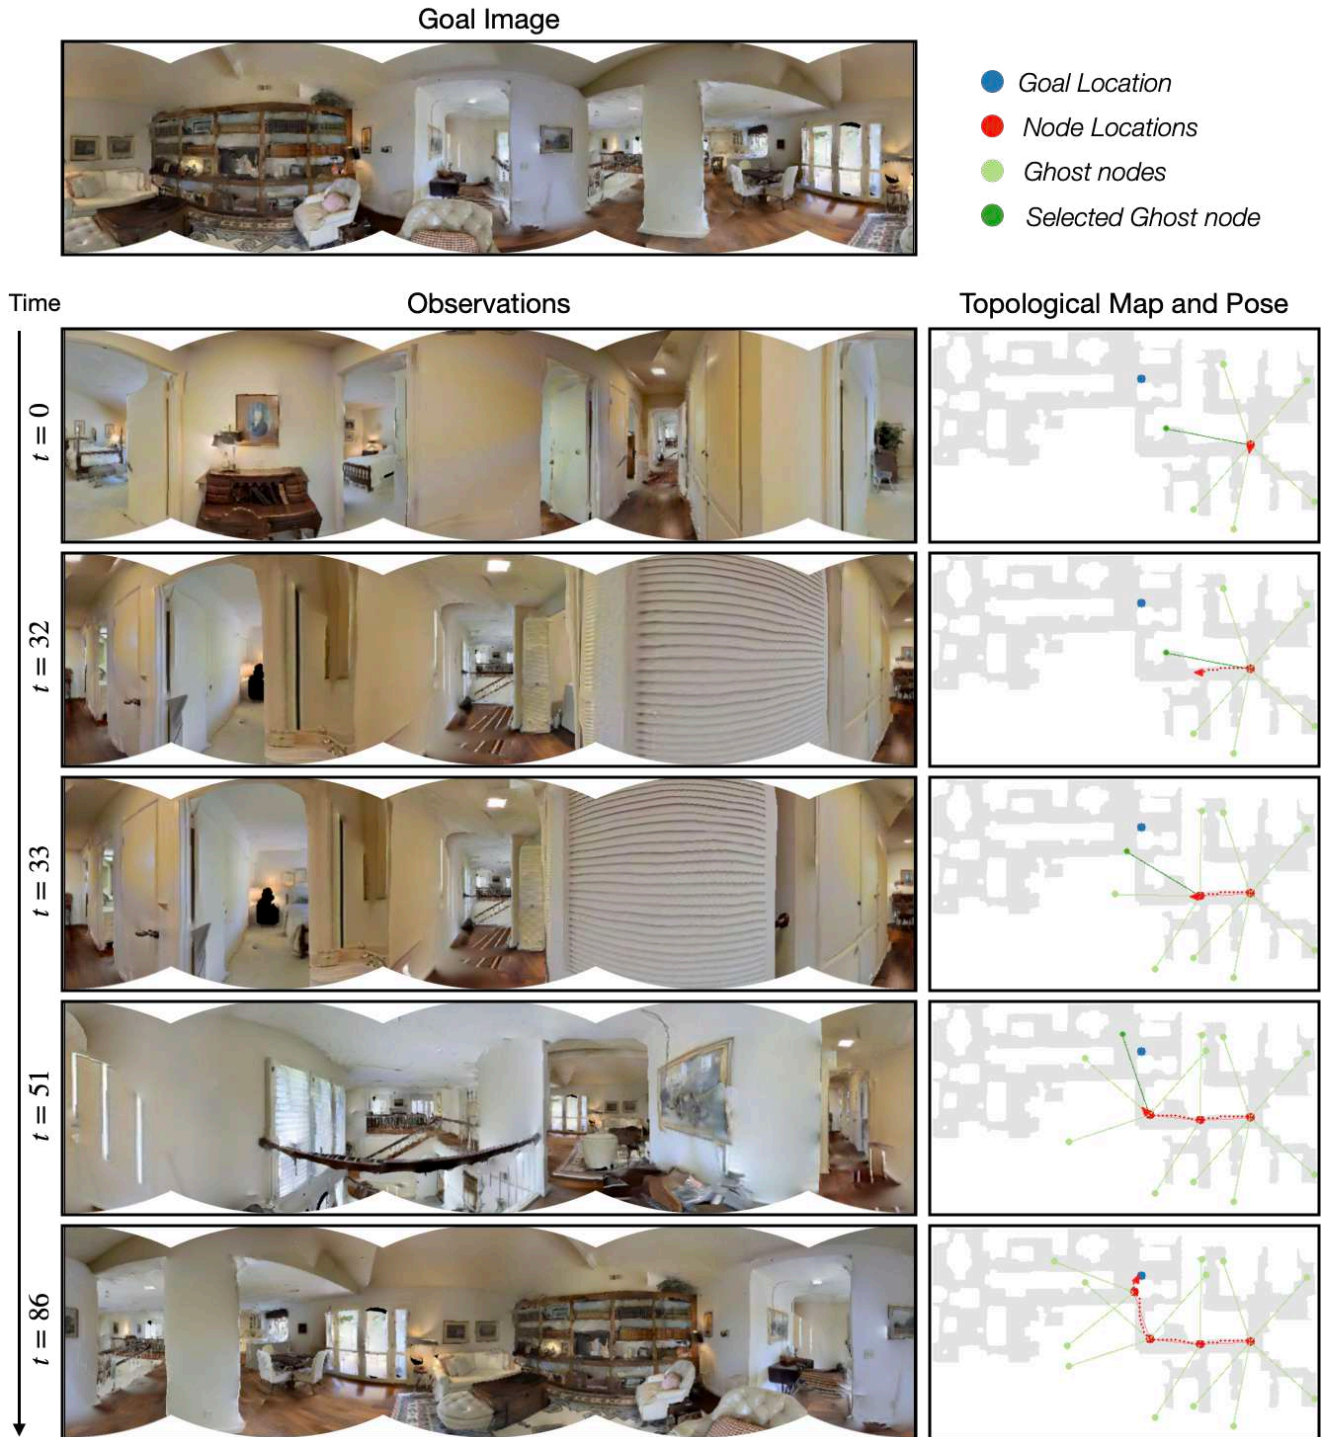 Goal Image
Goal Location
Node Locations
Ghost nodes
Selected Ghost node
Time
Observations
Topological Map and Pose
t = 0
t = 32
t = 33
t = 51
t = 86